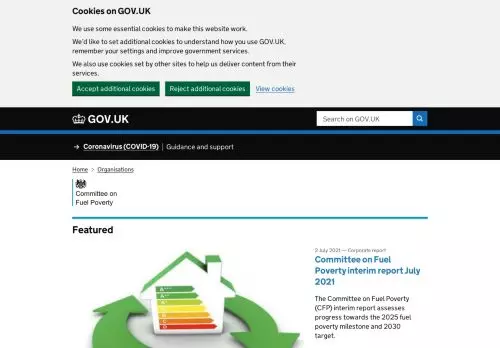 Cookies on GOV.UK
We use some essential cookies to make this website work.
We'd like to set additional cookies to understand how you use GOV.UK,
remember your settings and improve government services.
We also use cookies set by other sites to help us deliver content from their
services.
Accept additional cookies Reject additional cookies View cookies
GOV.UK Search on GOV.UK
→ Coronavirus (COVID-19) | Guidance and support
Home > Organisations
Committee on
Fuel Poverty
Featured
2 July 2021 — Corporate report
Committee on Fuel
Poverty interim report July
2021
The Committee on Fuel Poverty
(CFP) interim report assesses
progress towards the 2025 fuel
poverty milestone and 2030
target.